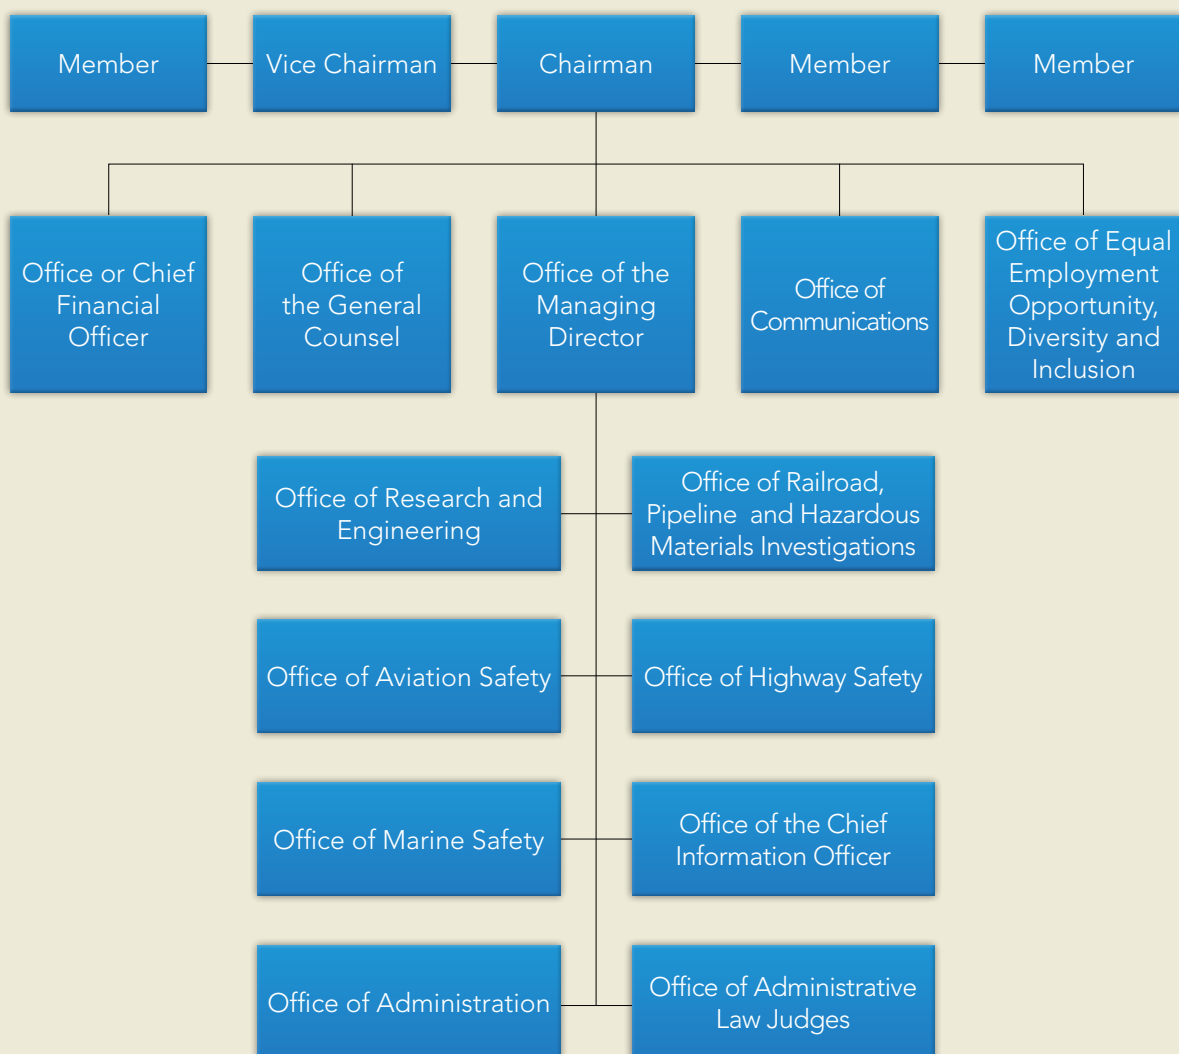 Member
Vice Chairman
Chairman
Member
Member
Office or Chief
Financial
Officer
Office of
the General
Counsel
Office of the
Managing
Director
Office of
Communications
Office of Equal
Employment
Opportunity,
Diversity and
Inclusion
Office of Research and
Engineering
Office of Railroad,
Pipeline and Hazardous
Materials Investigations
Office of Aviation Safety
Office of Highway Safety
Office of Marine Safety
Office of the Chief
Information Officer
Office of Administration
Office of Administrative
Law Judges